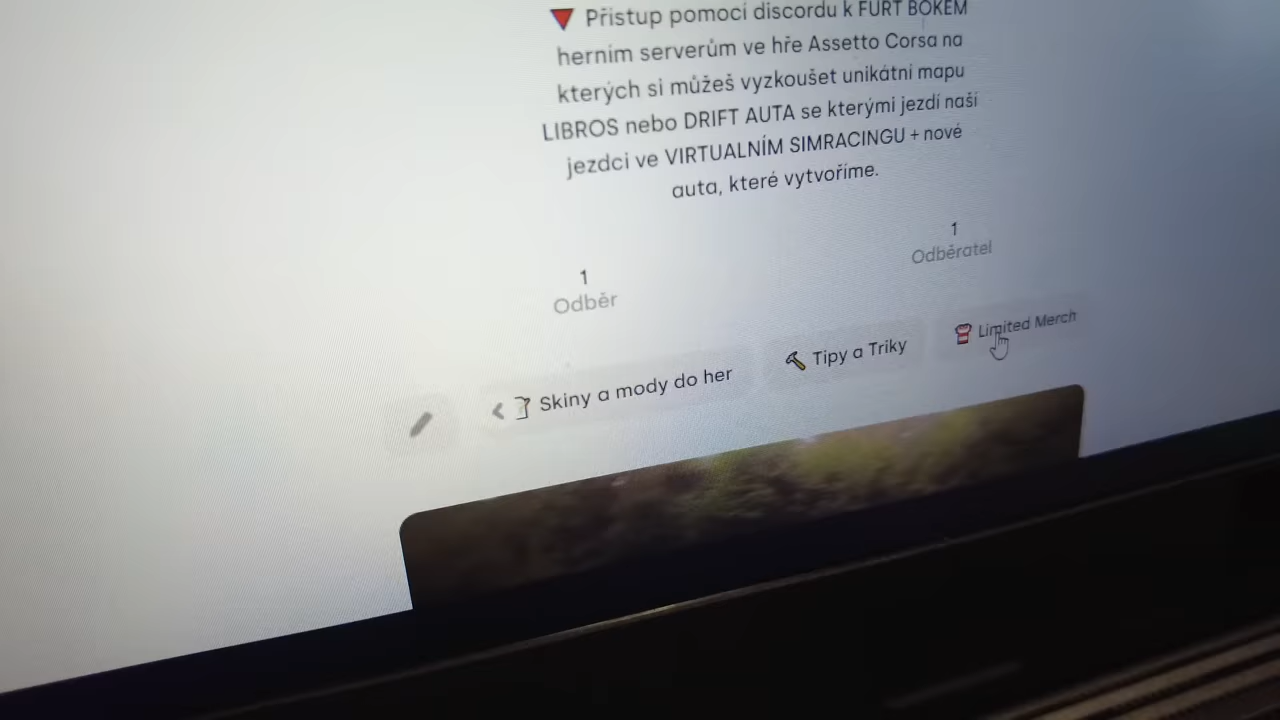 🔻 Přístup pomocí discordu k FURT BOKEM
herním serverům ve hře Assetto Corsa na
kterých si můžeš vyzkoušet unikátní mapu
LIBROS nebo DRIFT AUTA se kterými jezdí naší
jezdci ve VIRTUALNÍM SIMRACINGU + nové
auta, které vytvoříme.
1
Odběr
1
Odběratel
Skiny a mody do her
Tipy a Triky
Limited Merch